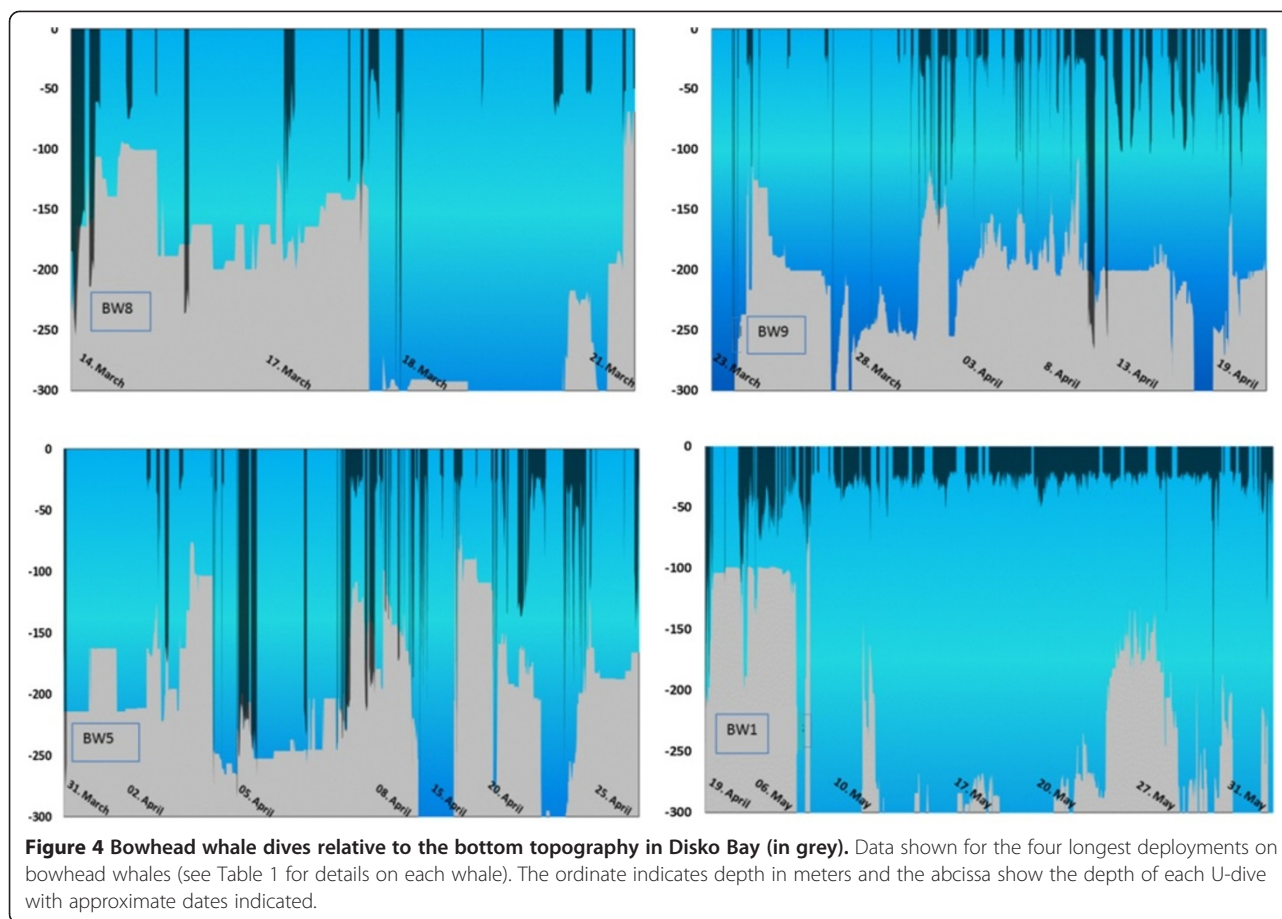 0
-50
-100
-150
-200
-250
-300
BW8
14. March
17. March
18. March
21. March
0
-50
-100
-150
-200
-250
-300
BW9
23. March
28. March
03. April
8. April
13. April
19. April
0
-50
-100
-150
-200
-250
-300
BW5
31. March
02. April
05. April
08. April
15. April
20. April
25. April
0
-50
-100
-150
-200
-250
-300
BW1
19. April
06. May
10. May
17. May
20. May
27. May
31. May
Figure 4 Bowhead whale dives relative to the bottom topography in Disko Bay (in grey). Data shown for the four longest deployments on
bowhead whales (see Table 1 for details on each whale). The ordinate indicates depth in meters and the abcissa show the depth of each U-dive
with approximate dates indicated.